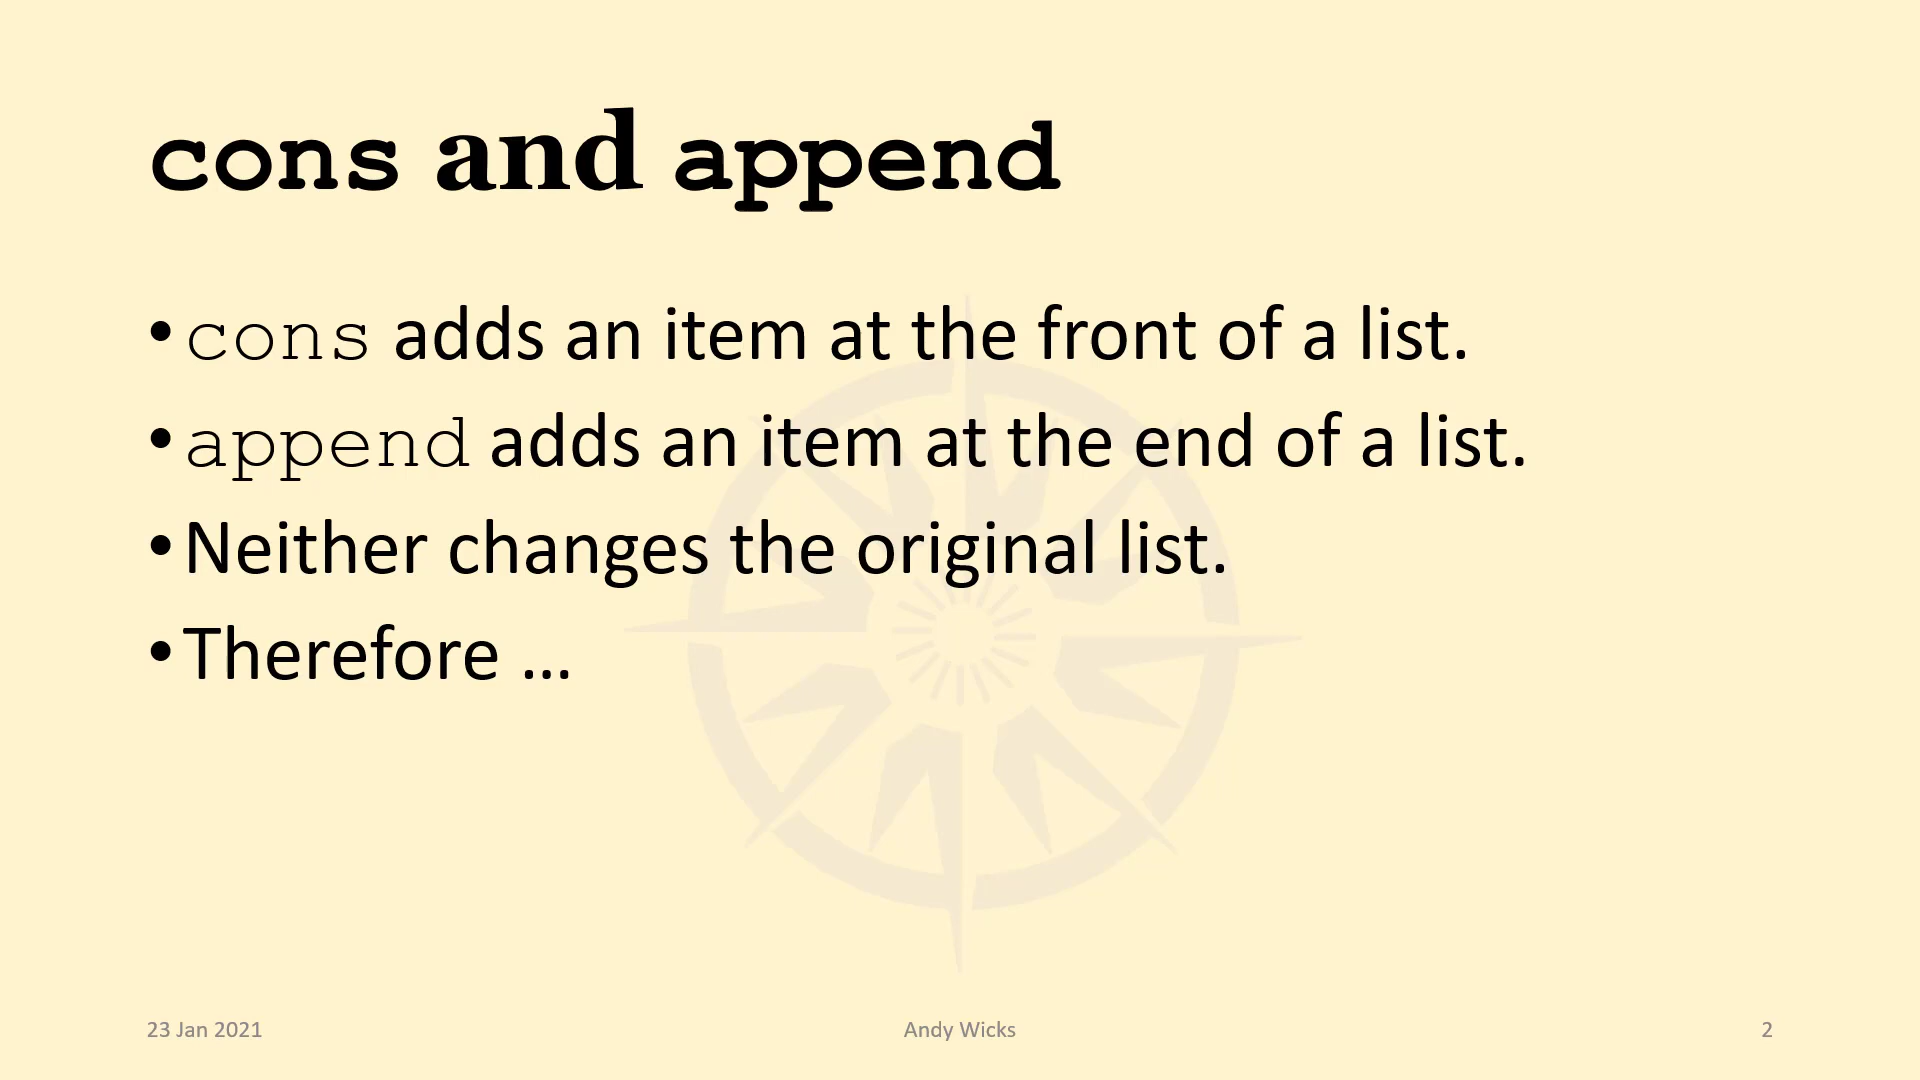 cons and append
•cons adds an item at the front of a list.
•append adds an item at the end of a list.
•Neither changes the original list.
•Therefore …
23 Jan 2021
Andy Wicks
2